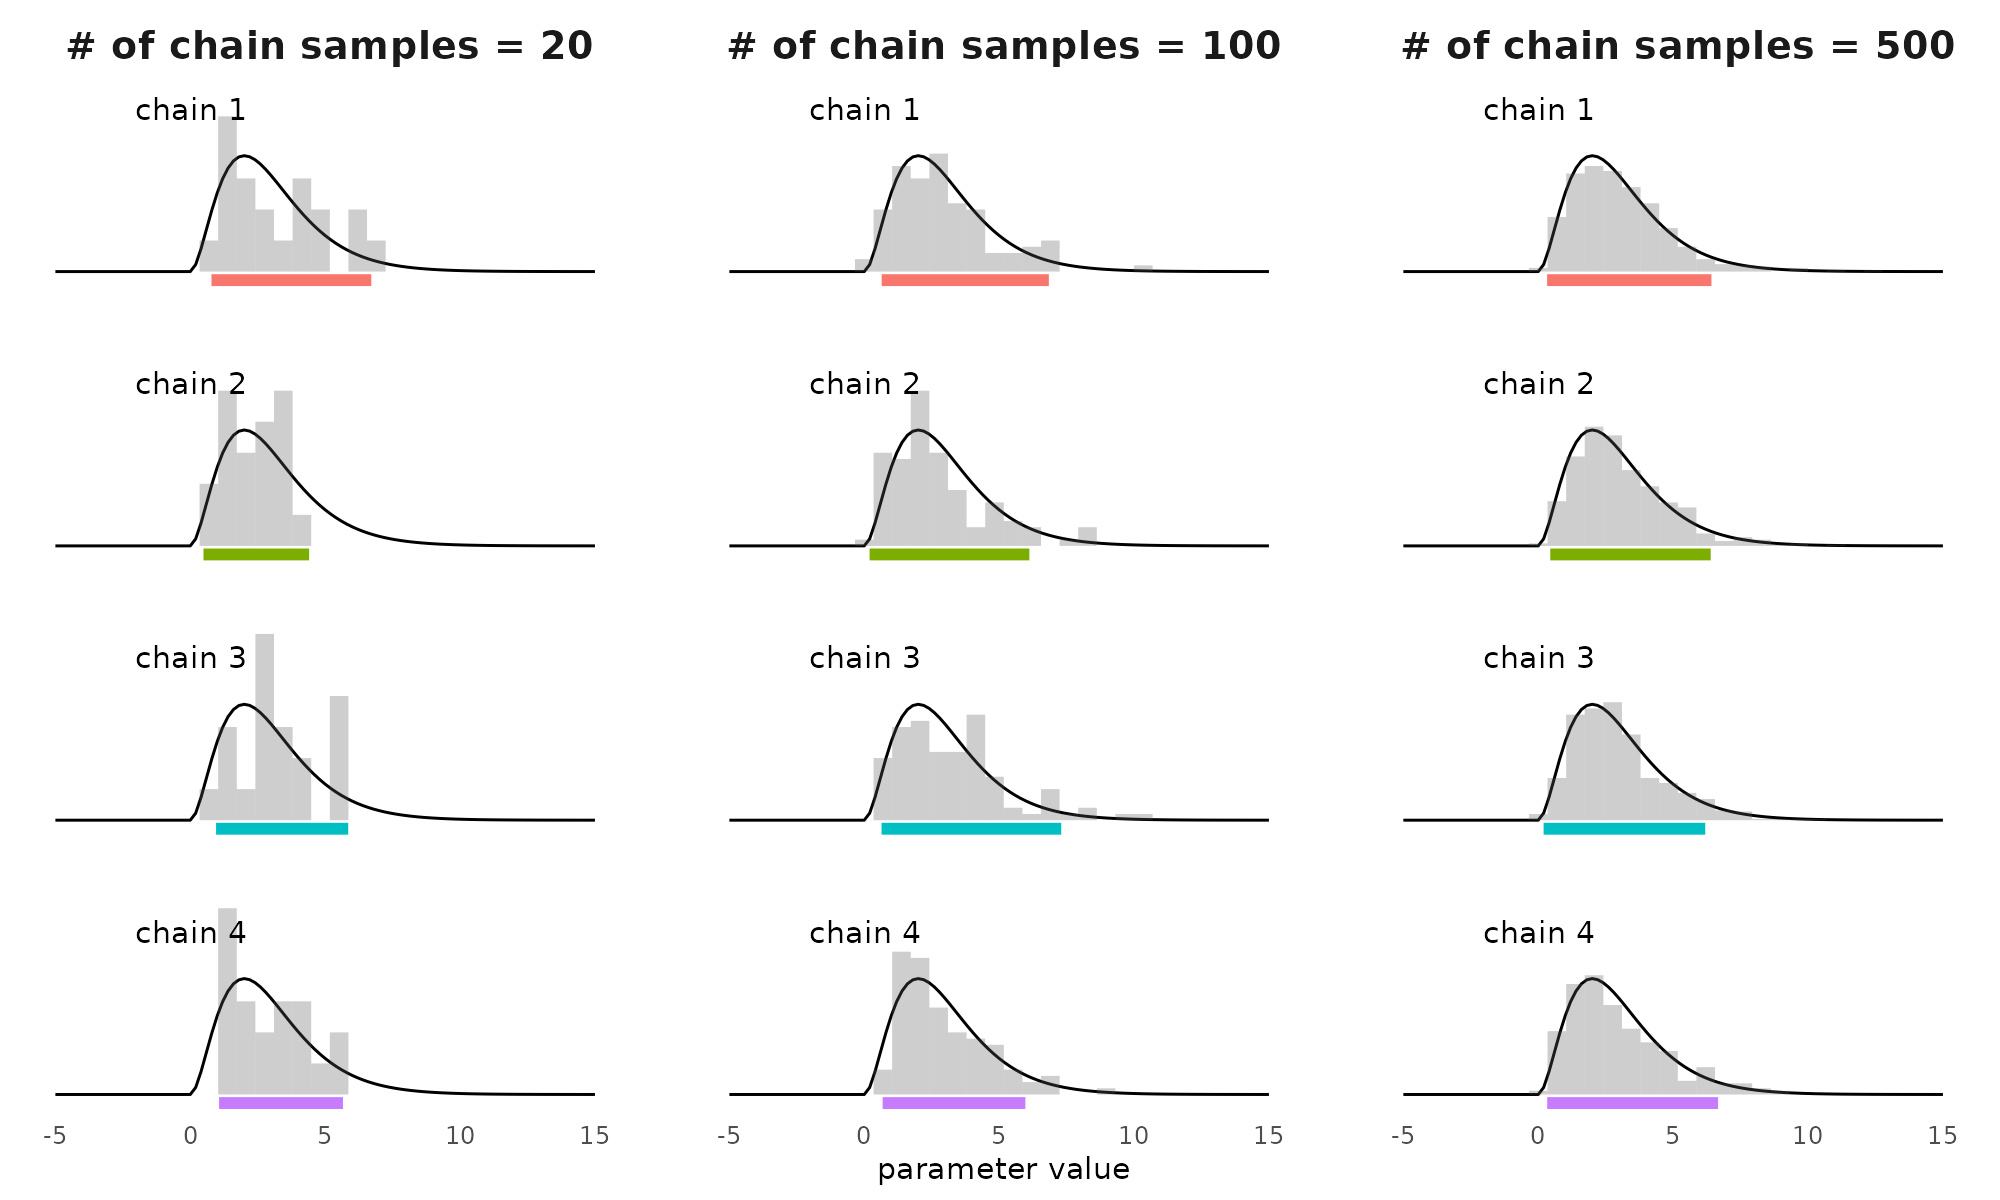 # of chain samples = 20
# of chain samples = 100
# of chain samples = 500
chain 1
chain 1
chain 1
chain 2
chain 2
chain 2
chain 3
chain 3
chain 3
chain 4
chain 4
chain 4
-5 0 5 10 15
-5 0 5 10 15
-5 0 5 10 15
parameter value